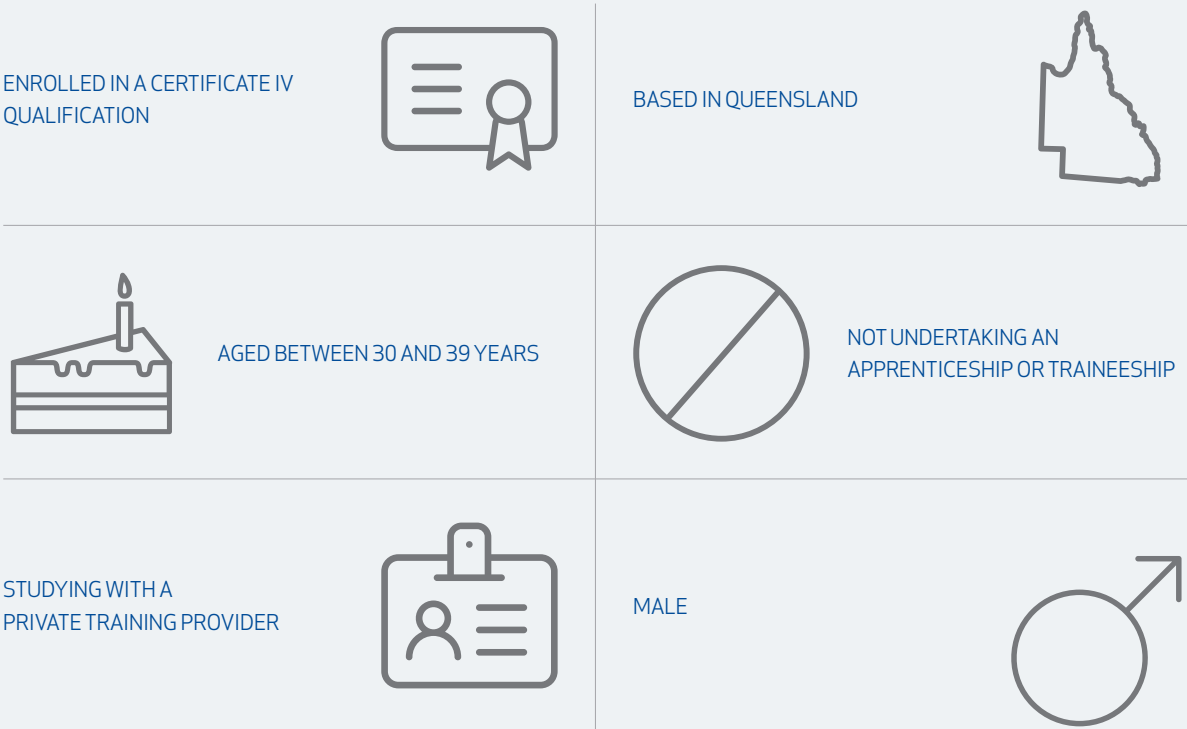 ENROLLED IN A CERTIFICATE IV
QUALIFICATION
BASED IN QUEENSLAND
AGED BETWEEN 30 AND 39 YEARS
NOT UNDERTAKING AN
APPRENTICESHIP OR TRAINEESHIP
STUDYING WITH A
PRIVATE TRAINING PROVIDER
MALE